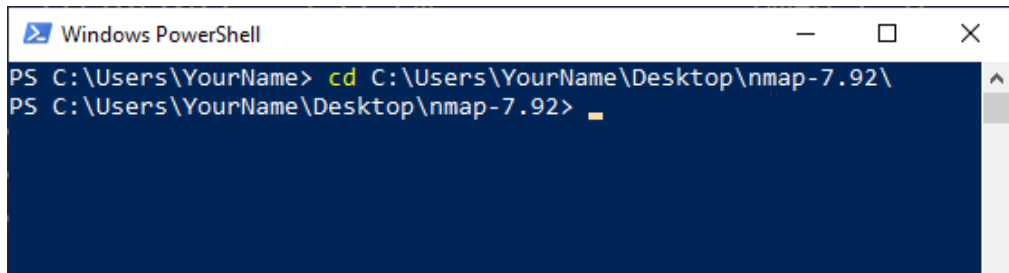 Windows PowerShell
PS C:\Users\YourName> cd C:\Users\YourName\Desktop\nmap-7.92\
PS C:\Users\YourName\Desktop\nmap-7.92>